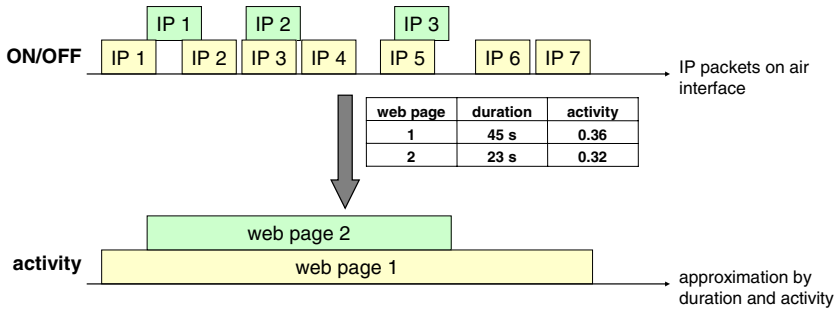 IP 1 IP 2 IP 3
ON/OFF IP 1 IP 2 IP 3 IP 4 IP 5 IP 6 IP 7
IP packets on air
interface
web page duration activity
1 45 s 0.36
2 23 s 0.32
web page 2
activity web page 1
approximation by
duration and activity